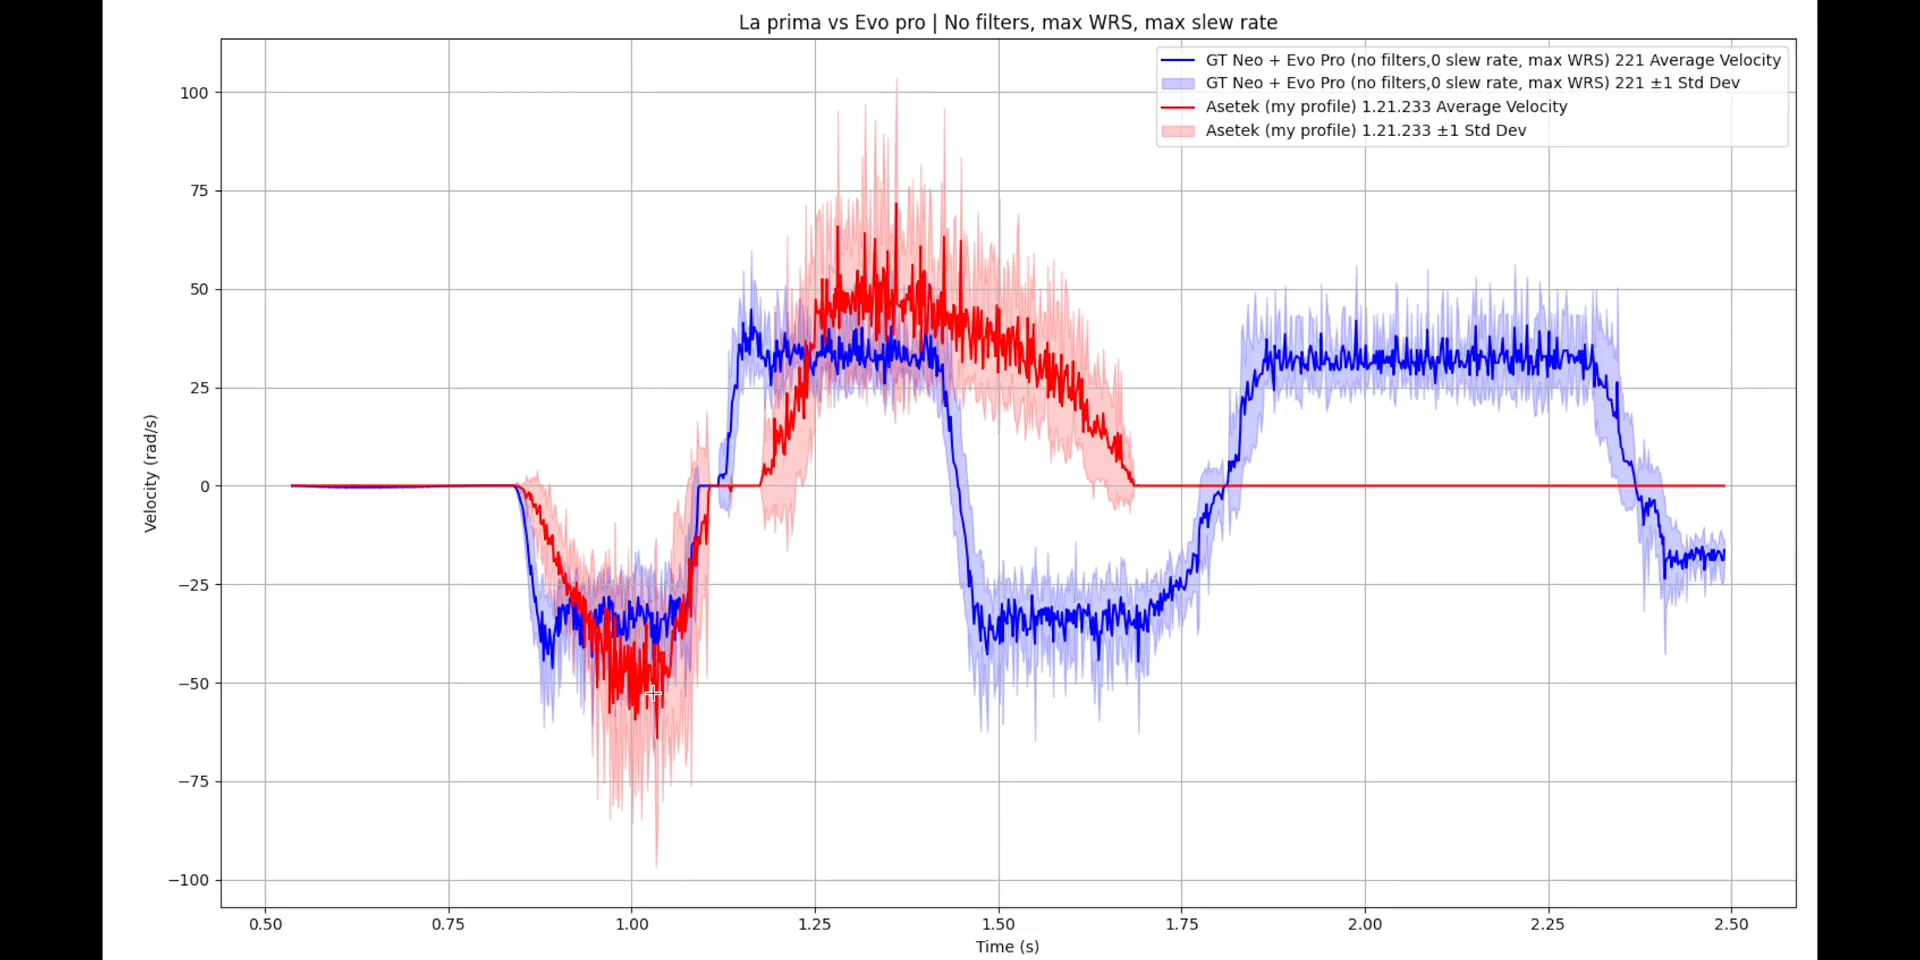 La prima vs Evo pro | No filters, max WRS, max slew rate
GT Neo + Evo Pro (no filters,0 slew rate, max WRS) 221 Average Velocity
GT Neo + Evo Pro (no filters,0 slew rate, max WRS) 221 ±1 Std Dev
Asetek (my profile) 1.21.233 Average Velocity
Asetek (my profile) 1.21.233 ±1 Std Dev
100
75
50
25
0
−25
−50
−75
−100
Velocity (rad/s)
0.50 0.75 1.00 1.25 1.50 1.75 2.00 2.25 2.50
Time (s)